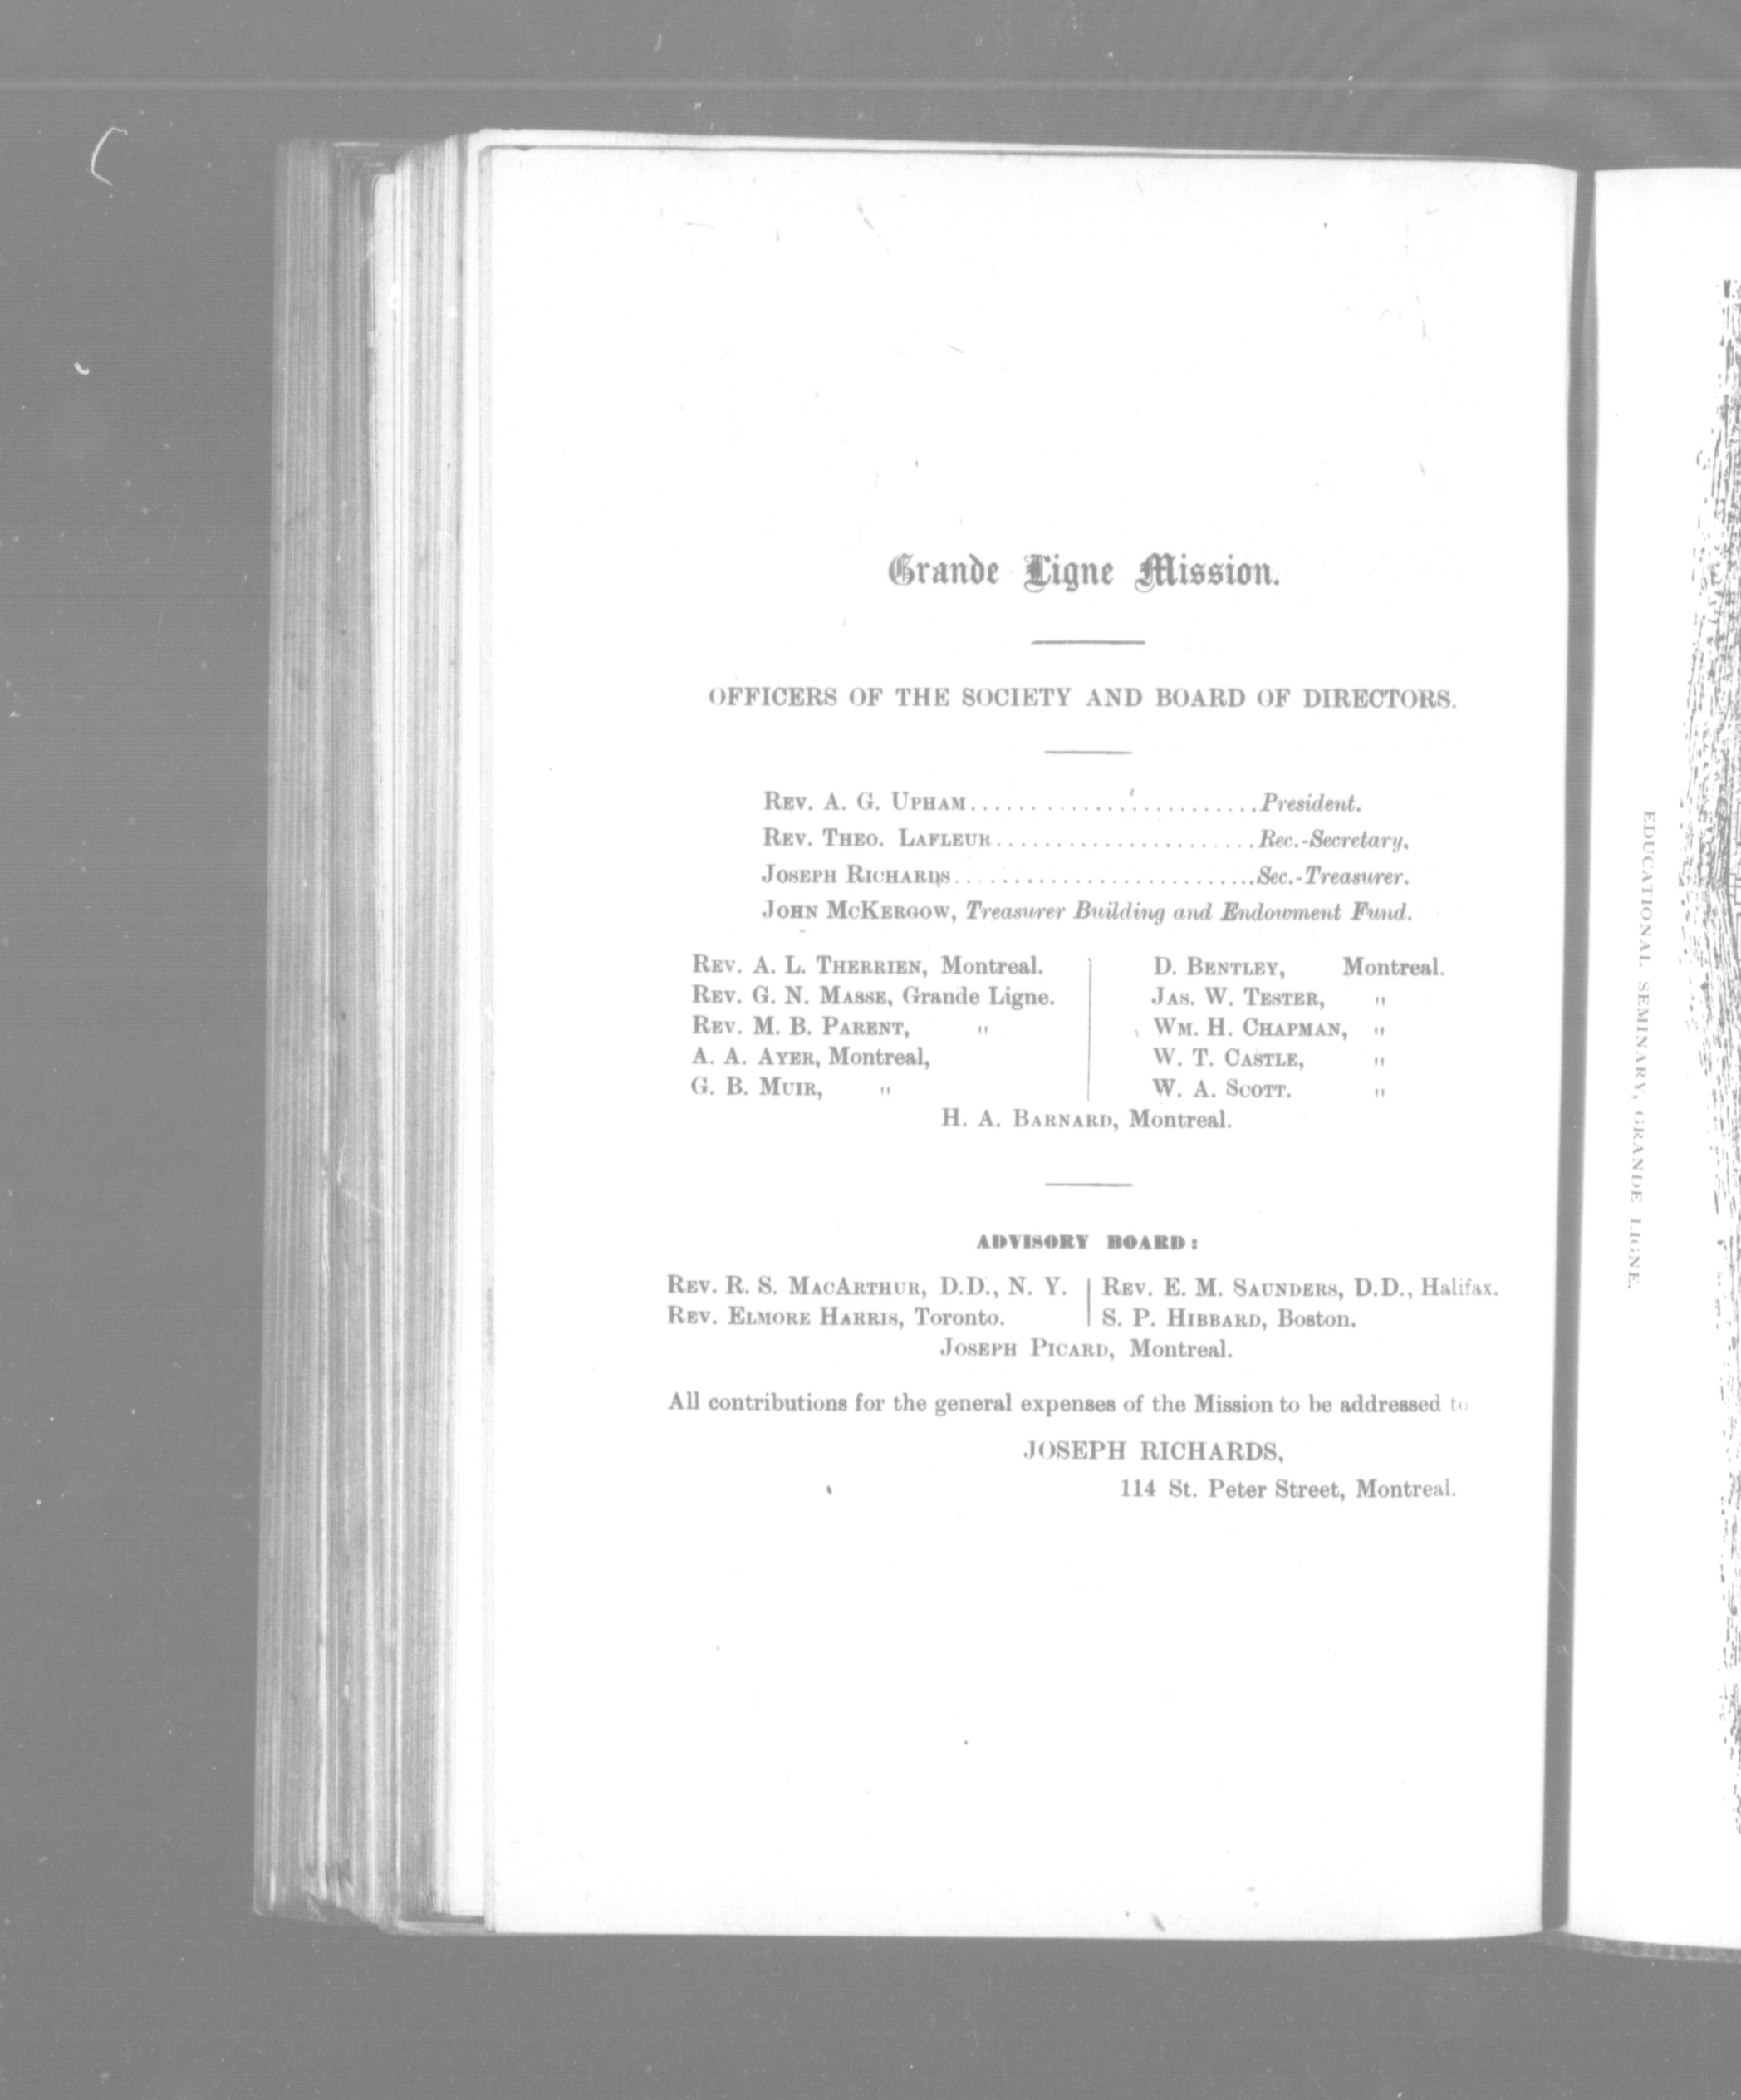 Grande Ligne Mission.
OFFICERS OF THE SOCIETY AND BOARD OF DIRECTORS.
REV. A. G. UPHAM.........................President.
REV. THEO. LAFLEUR......................Rec.-Secretary.
JOSEPH RICHARDS..........................Sec.-Treasurer.
JOHN MCKERGOW, Treasurer Building and Endowment Fund.
REV. A. L. THERRIEN, Montreal.
REV. G. N. MASSE, Grande Ligne.
REV. M. B. PARENT, "
A. A. AYER, Montreal,
G. B. MUIR, "
D. BENTLEY, Montreal.
JAS. W. TESTER, "
WM. H. CHAPMAN, "
W. T. CASTLE, "
W. A. SCOTT. "
H. A. BARNARD, Montreal.
ADVISORY BOARD:
REV. R. S. MACARTHUR, D.D., N. Y.
REV. ELMORE HARRIS, Toronto.
REV. E. M. SAUNDERS, D.D., Halifax.
S. P. HIBBARD, Boston.
JOSEPH PICARD, Montreal.
All contributions for the general expenses of the Mission to be addressed to
JOSEPH RICHARDS,
114 St. Peter Street, Montreal.
EDUCATIONAL SEMINARY, GRANDE LIGNE.